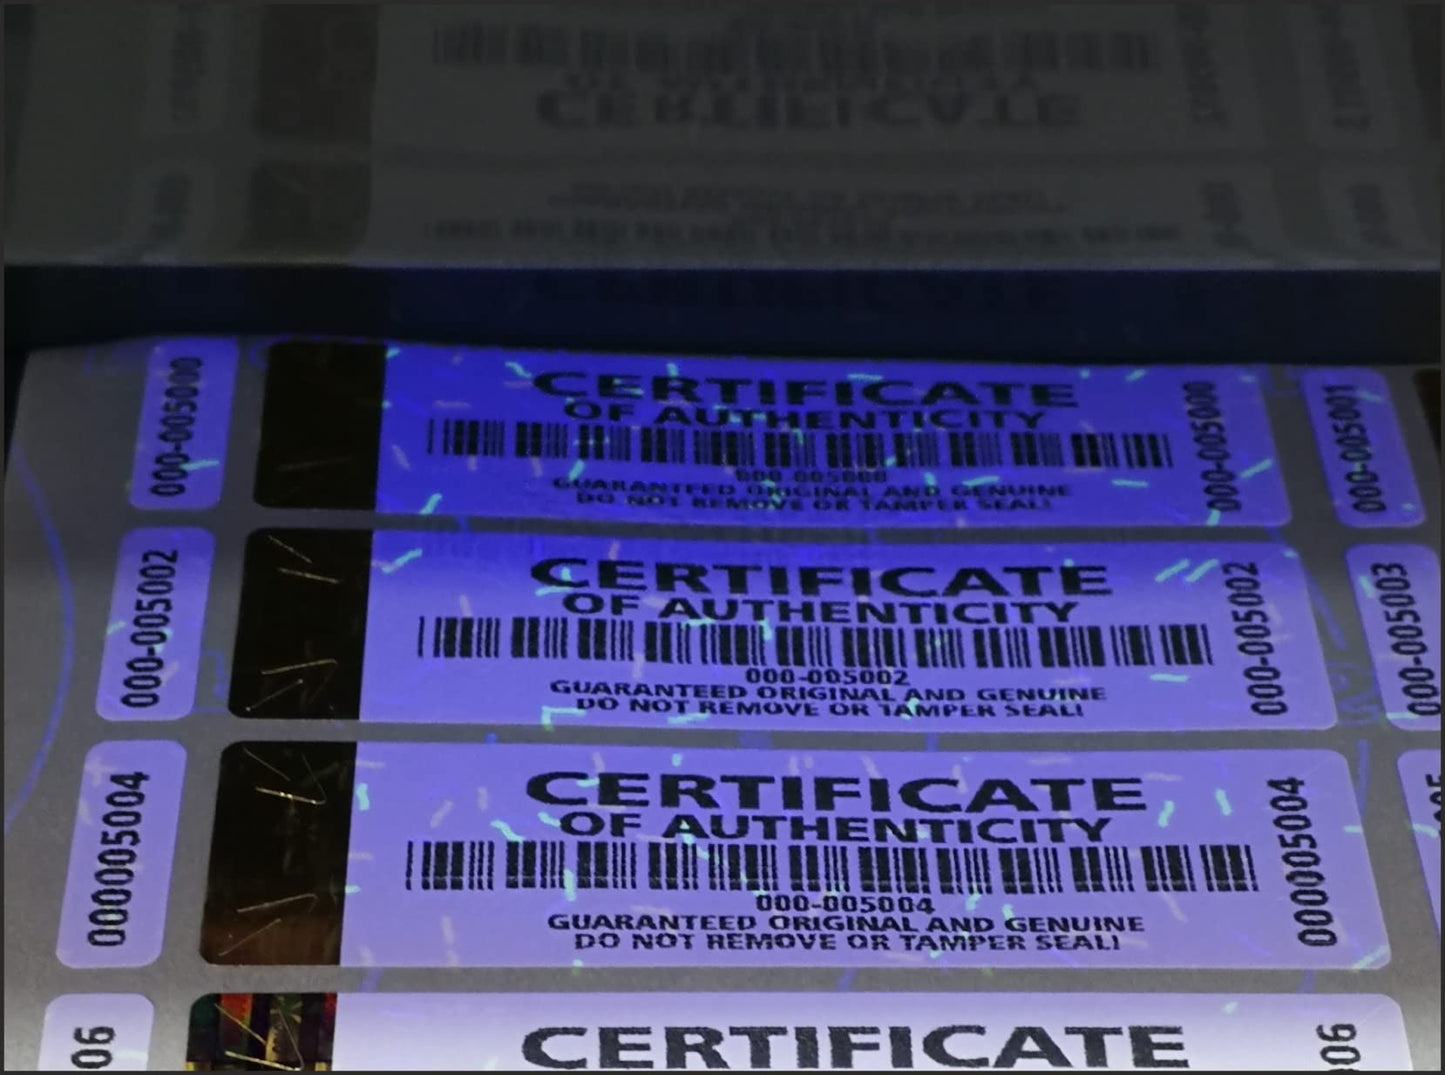 000-005000
CERTIFICATE
OF AUTHENTICITY
000-005000
GUARANTEED ORIGINAL AND GENUINE
DO NOT REMOVE OR TAMPER SEAL!
000-005000
000-005001
000-005002
CERTIFICATE
OF AUTHENTICITY
000-005002
GUARANTEED ORIGINAL AND GENUINE
DO NOT REMOVE OR TAMPER SEAL!
000-005002
000-005003
000005004
CERTIFICATE
OF AUTHENTICITY
000-005004
GUARANTEED ORIGINAL AND GENUINE
DO NOT REMOVE OR TAMPER SEAL!
000005004
06
CERTIFICATE
06